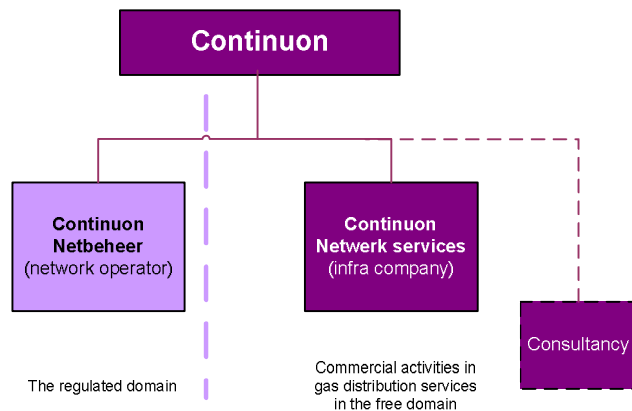 Continuon
Continuon
Netbeheer
(network operator)
Continuon
Netwerk services
(infra company)
Consultancy
The regulated domain
Commercial activities in
gas distribution services
in the free domain